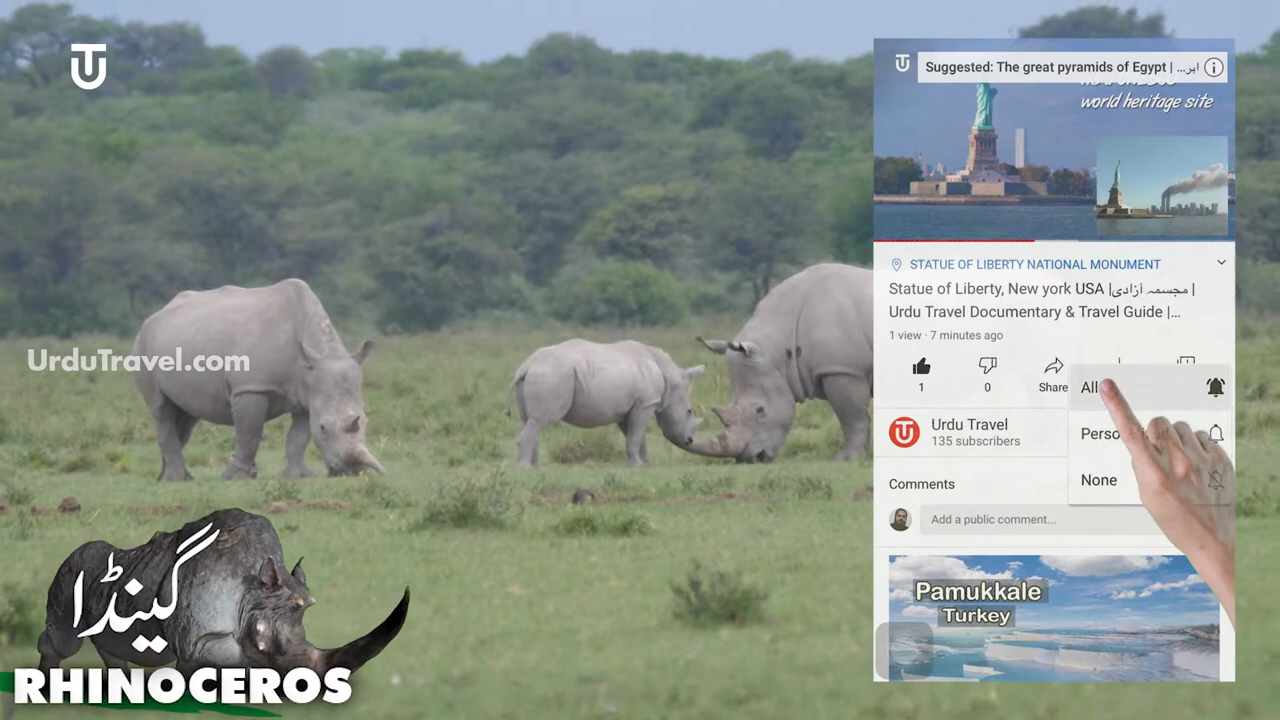 UrduTravel.com
گینڈا
RHINOCEROS
Suggested: The great pyramids of Egypt | ...ابر
world heritage site
STATUE OF LIBERTY NATIONAL MONUMENT
Statue of Liberty, New york USA |مجسمہ آزادی |
Urdu Travel Documentary & Travel Guide |...
1 view · 7 minutes ago
1
0
Share
All
Urdu Travel
135 subscribers
Perso
None
Comments
Add a public comment...
Pamukkale
Turkey